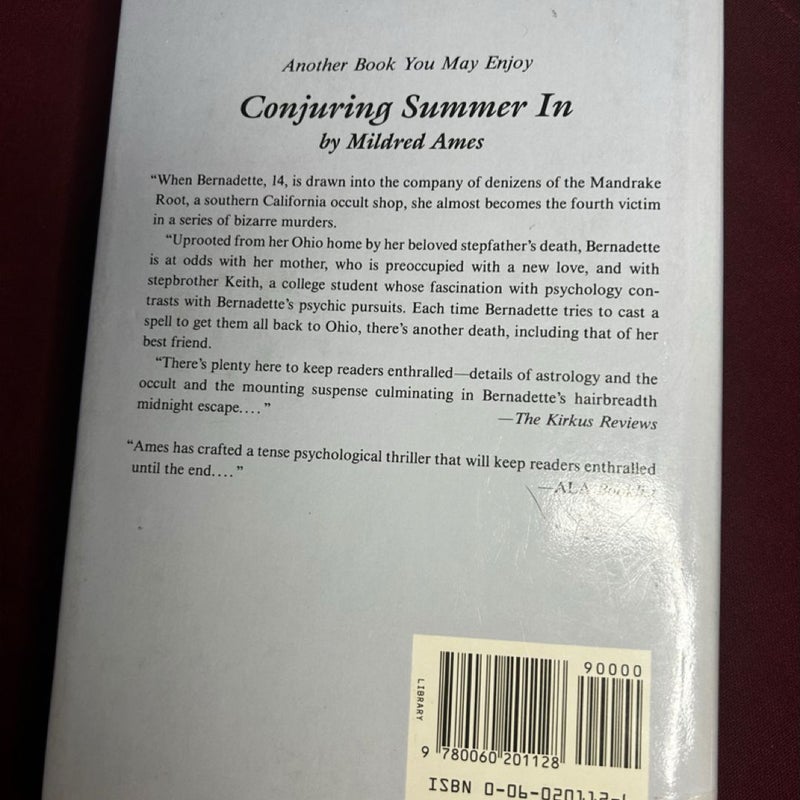 Another Book You May Enjoy
Conjuring Summer In
by Mildred Ames
“When Bernadette, 14, is drawn into the company of denizens of the Mandrake
Root, a southern California occult shop, she almost becomes the fourth victim
in a series of bizarre murders.
“Uprooted from her Ohio home by her beloved stepfather’s death, Bernadette
is at odds with her mother, who is preoccupied with a new love, and with
stepbrother Keith, a college student whose fascination with psychology con-
trasts with Bernadette’s psychic pursuits. Each time Bernadette tries to cast a
spell to get them all back to Ohio, there’s another death, including that of her
best friend.
“There’s plenty here to keep readers enthralled—details of astrology and the
occult and the mounting suspense culminating in Bernadette’s hairbreadth
midnight escape....”
—The Kirkus Reviews
“Ames has crafted a tense psychological thriller that will keep readers enthralled
until the end....”
—ALA Booklist
90000
LIBRARY
9 780060 201128
ISBN